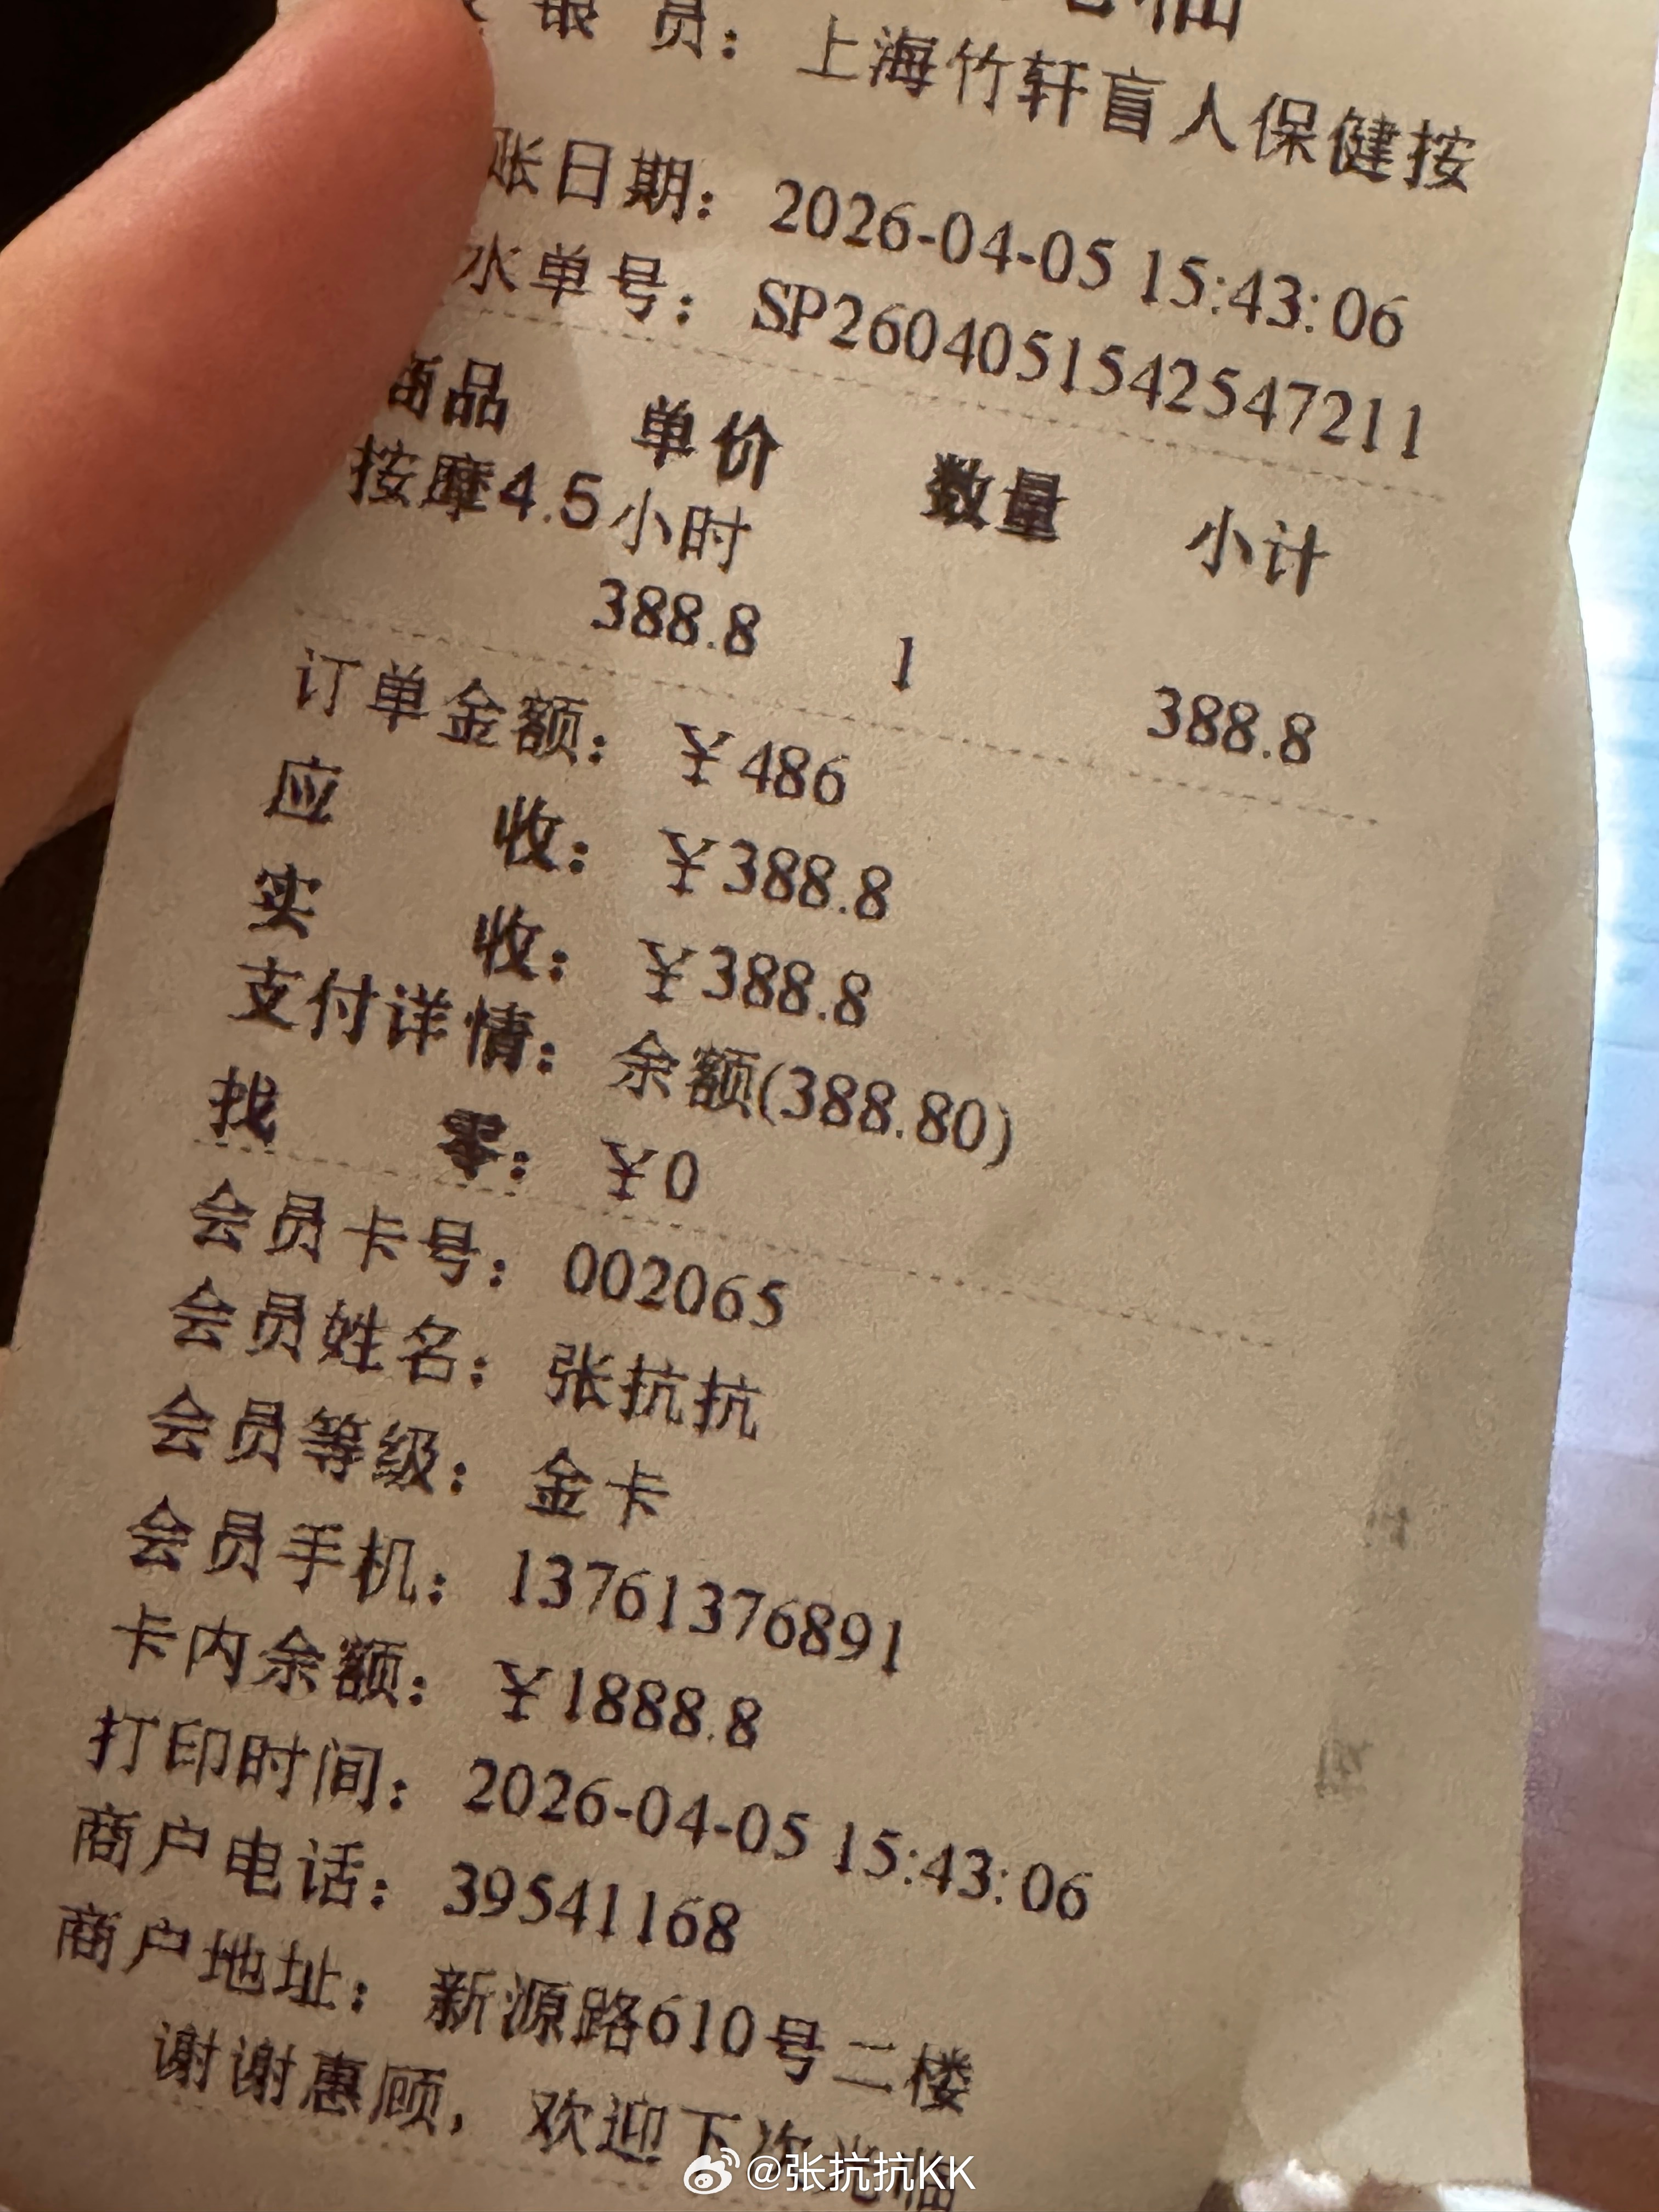 员：上海竹轩盲人保健按
账日期：2026-04-05 15:43:06
水单号：SP2604051542547211
商品 单价 数量 小计
按摩4.5小时
388.8 1 388.8
订单金额：￥486
应收：￥388.8
实收：￥388.8
支付详情：余额(388.80)
找零：￥0
会员卡号：002065
会员姓名：张抗抗
会员等级：金卡
会员手机：13761376891
卡内余额：￥1888.8
打印时间：2026-04-05 15:43:06
商户电话：39541168
商户地址：新源路610号二楼
谢谢惠顾，欢迎下次光临
@张抗抗KK